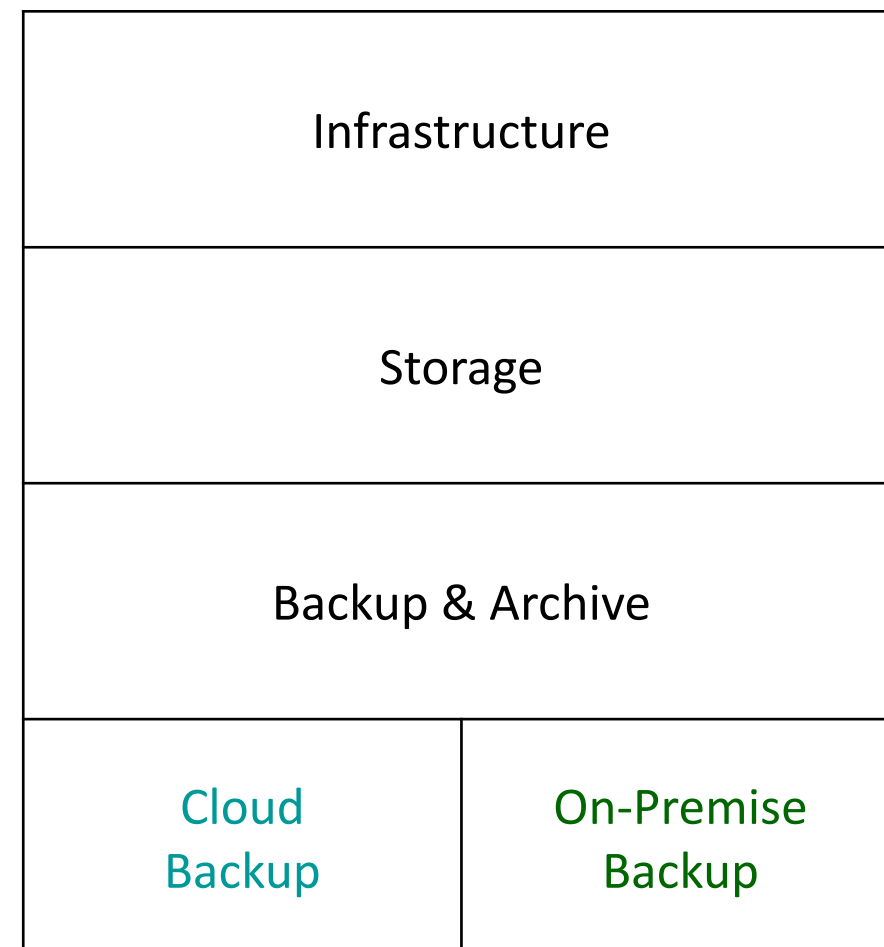 Infrastructure
Storage
Backup & Archive
Cloud
Backup
On-Premise
Backup